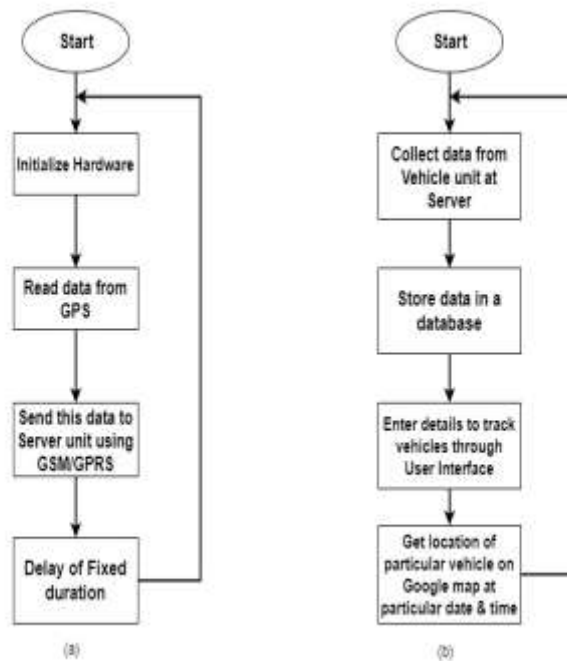 Start
Initialize Hardware
Read data from
GPS
Send this data to
Server unit using
GSM/GPRS
Delay of Fixed
duration
(a)
Start
Collect data from
Vehicle unit at
Server
Store data in a
database
Enter details to track
vehicles through
User Interface
Get location of
particular vehicle on
Google map at
particular date & time
(b)